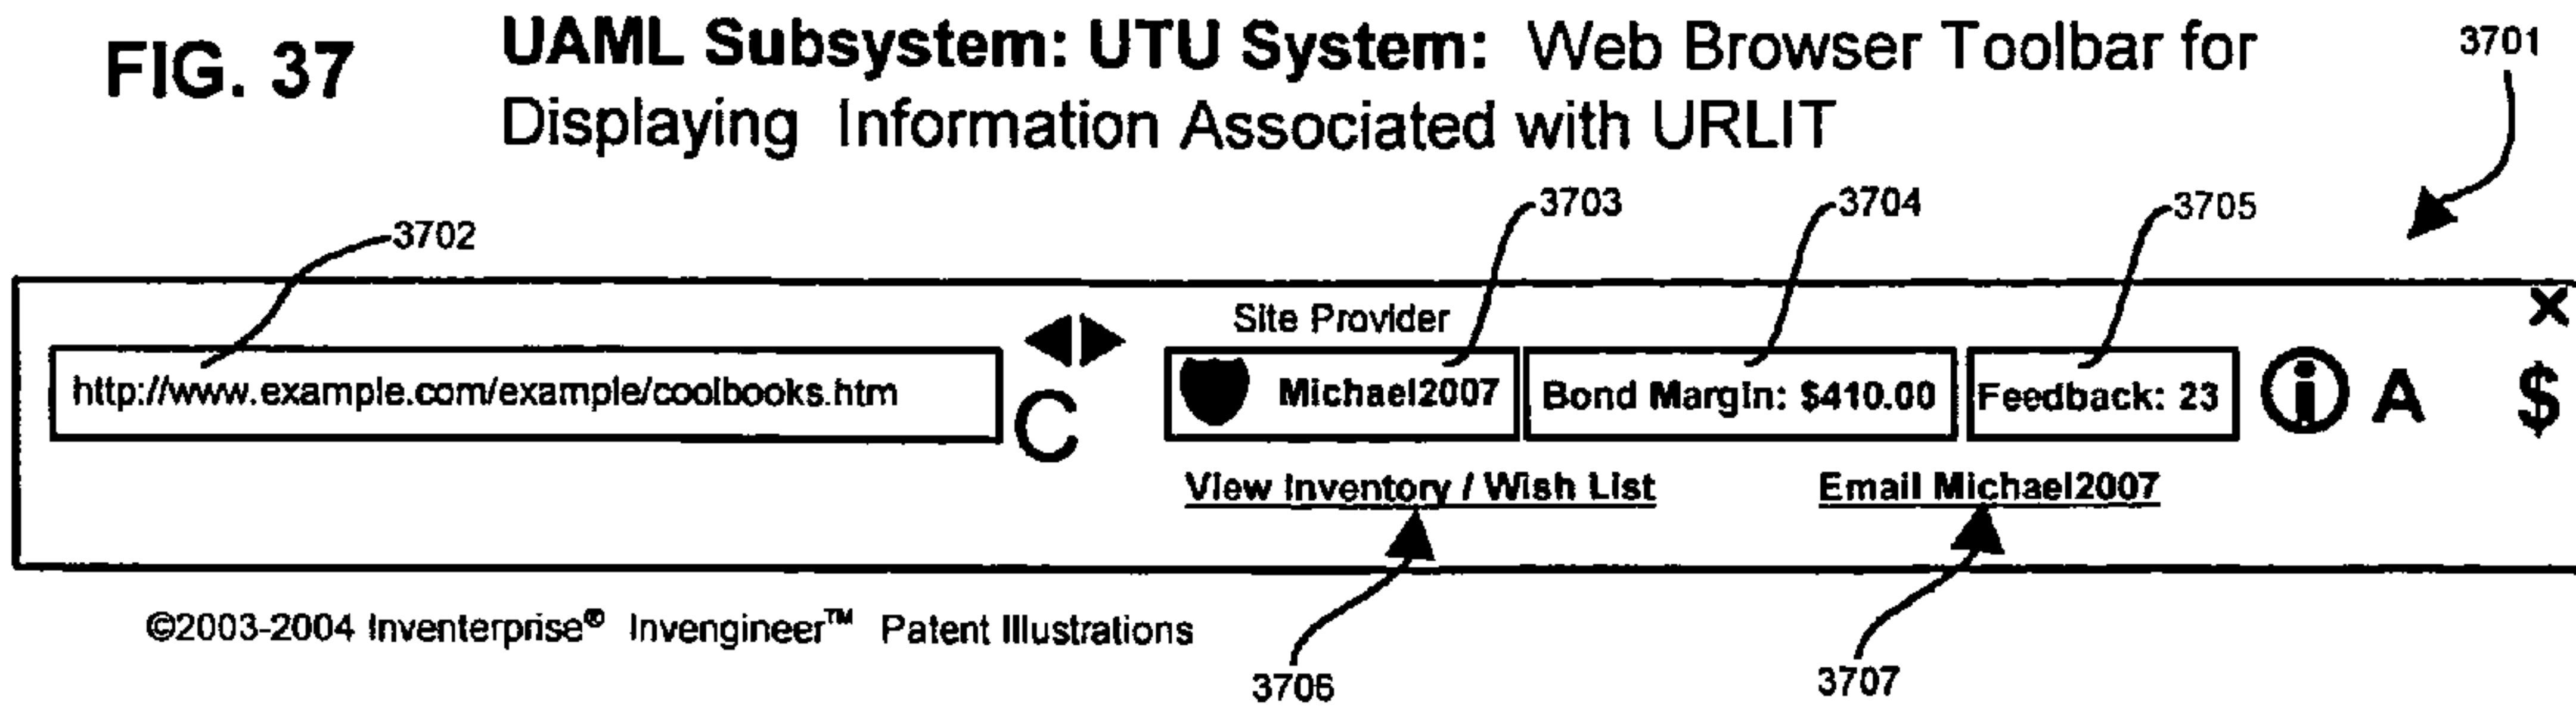 FIG. 37
UAML Subsystem: UTU System: Web Browser Toolbar for
Displaying Information Associated with URLIT
3701
3702
3703
3704
3705
Site Provider
X
http://www.example.com/example/coolbooks.htm
C
Michael2007
Bond Margin: $410.00
Feedback: 23
i
A
$
View Inventory / Wish List
Email Michael2007
©2003-2004 Inventerprise® Invengineer™ Patent Illustrations
3706
3707